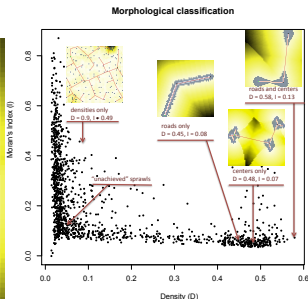 Morphological classification
roads and centers
D = 0.58, I = 0.13
densities only
D = 0.9, I = 0.49
roads only
D = 0.45, I = 0.08
centers only
D = 0.48, I = 0.07
"unachieved" sprawls
Moran's Index (I)
0.8
0.6
0.4
0.2
0.0
0.0 0.1 0.2 0.3 0.4 0.5 0.6
Density (D)